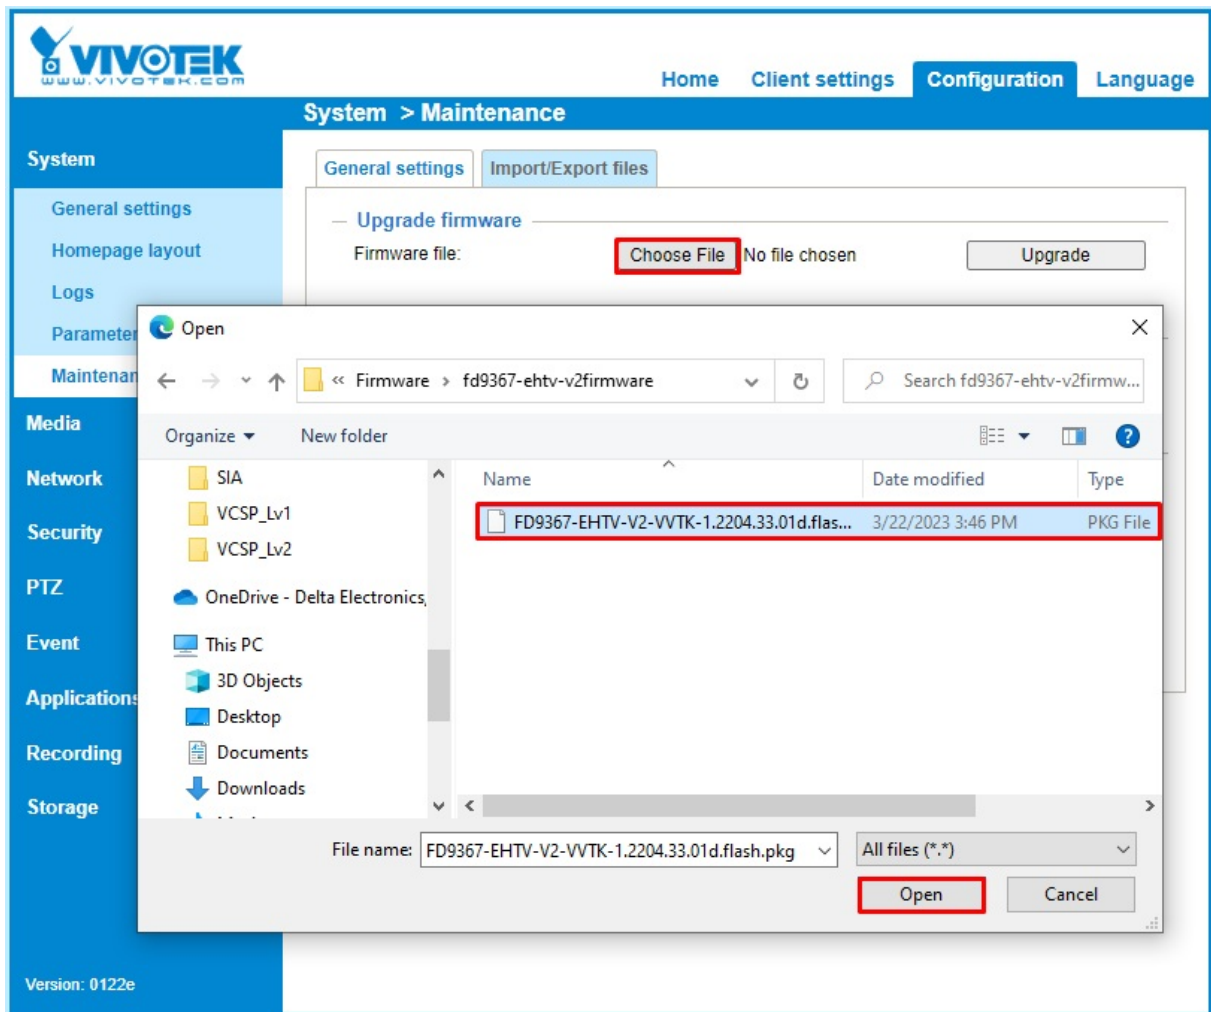 VIVOTEK
www.vivotek.com
Home Client settings Configuration Language
System > Maintenance
System
General settings
Homepage layout
Logs
Parameter
Maintenan
Media
Network
Security
PTZ
Event
Applications
Recording
Storage
Version: 0122e
General settings Import/Export files
Upgrade firmware
Firmware file: Choose File No file chosen Upgrade
Open
« Firmware > fd9367-ehtv-v2firmware
Search fd9367-ehtv-v2firmw...
Organize New folder
SIA
VCSP_Lv1
VCSP_Lv2
OneDrive - Delta Electronics,
This PC
3D Objects
Desktop
Documents
Downloads
Name Date modified Type
FD9367-EHTV-V2-VVTK-1.2204.33.01d.flas... 3/22/2023 3:46 PM PKG File
File name: FD9367-EHTV-V2-VVTK-1.2204.33.01d.flash.pkg All files (*.*)
Open Cancel